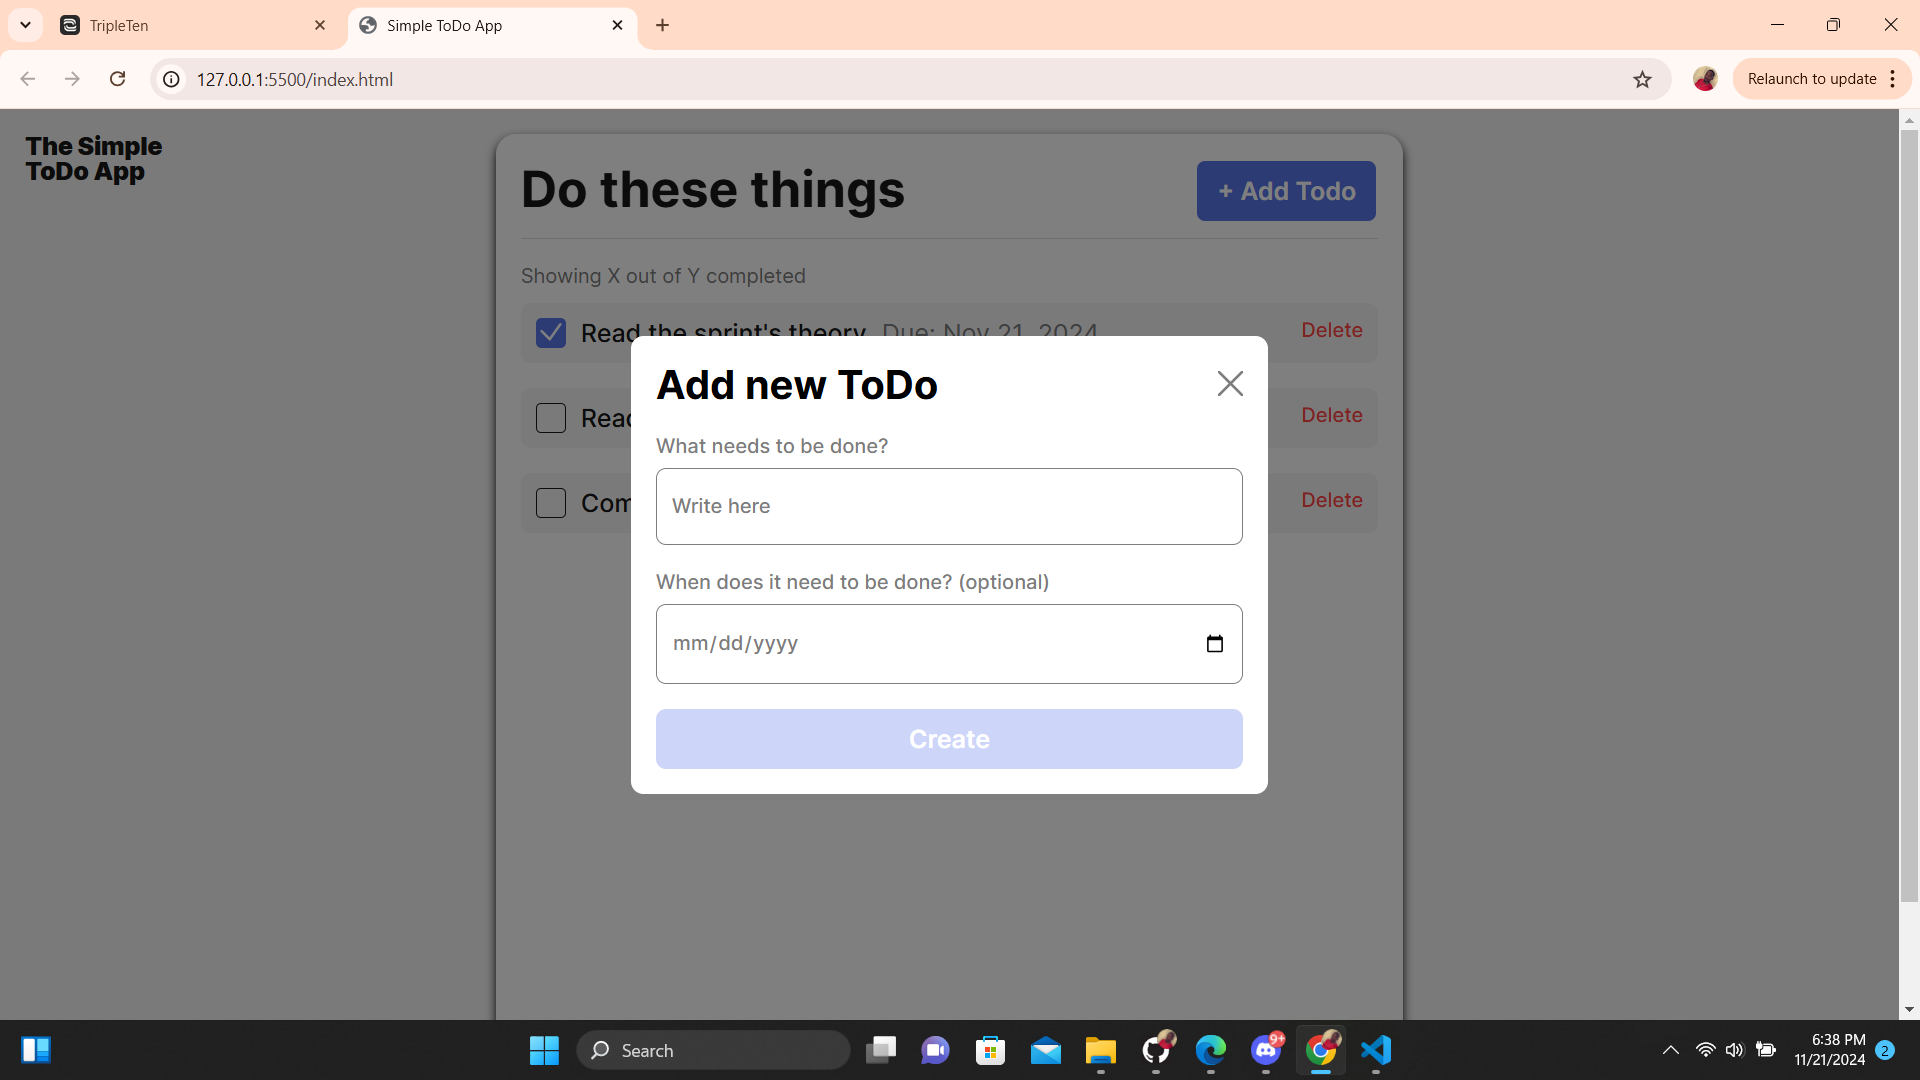 TripleTen
Simple ToDo App
127.0.0.1:5500/index.html
Relaunch to update
The Simple
ToDo App
Do these things
+ Add Todo
Showing X out of Y completed
Read the sprint's theory Due: Nov 21, 2024
Delete
Read
Delete
Com
Delete
Add new ToDo
What needs to be done?
Write here
When does it need to be done? (optional)
mm/dd/yyyy
Create
Search
9+
6:38 PM
11/21/2024
2